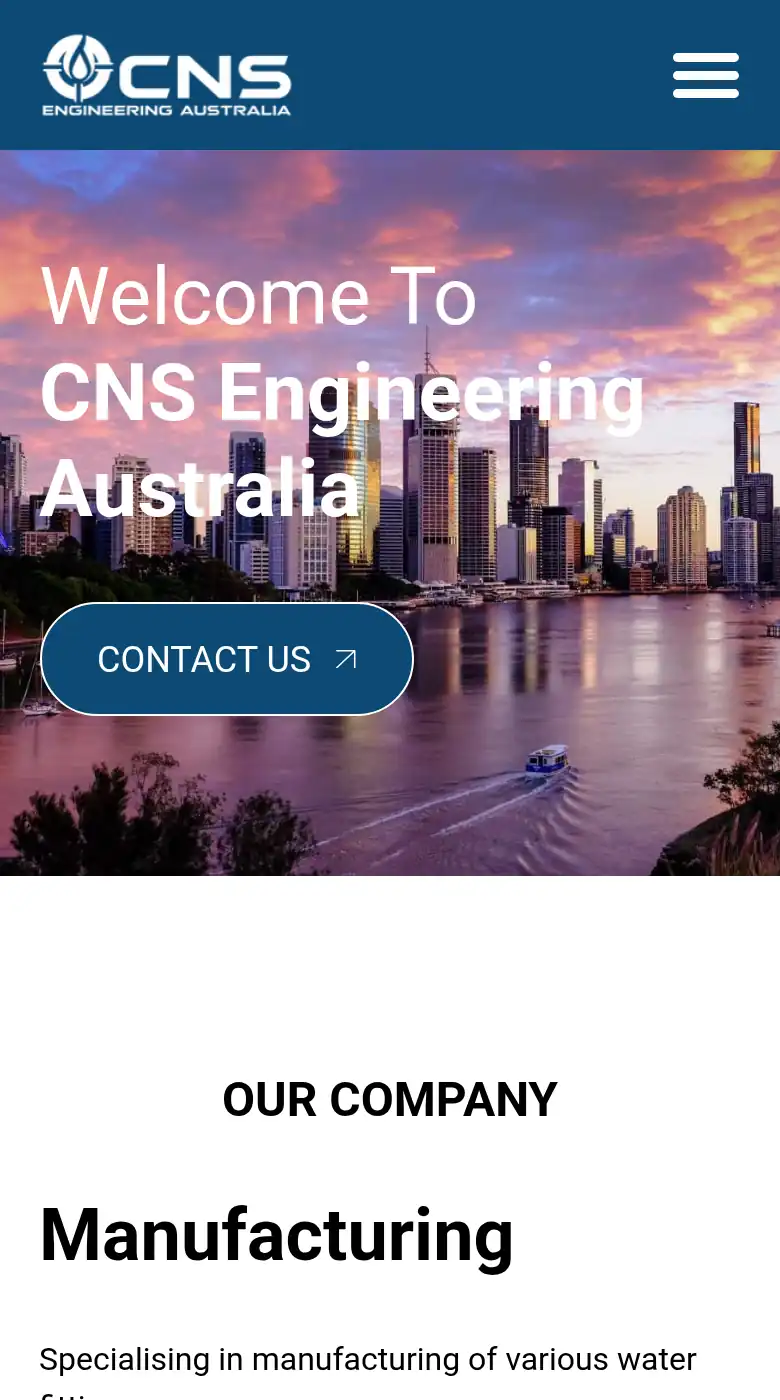 CNS
ENGINEERING AUSTRALIA
Welcome To
CNS Engineering
Australia
CONTACT US
OUR COMPANY
Manufacturing
Specialising in manufacturing of various water